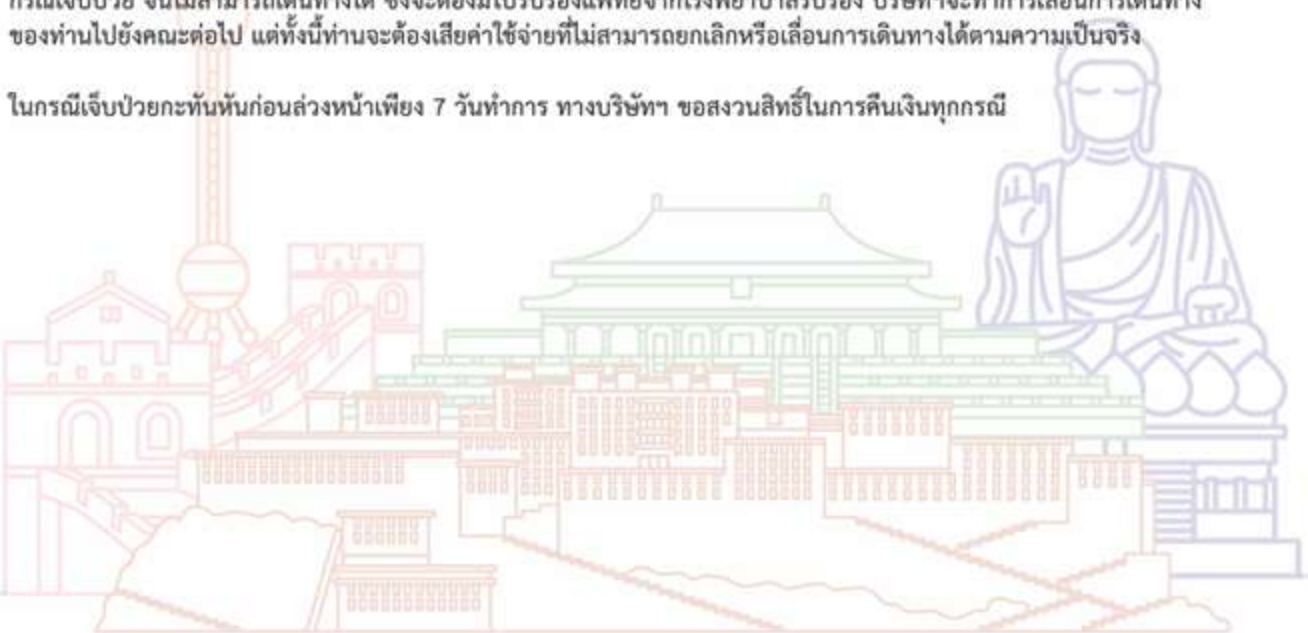 กรณีเจ็บป่วย จนไม่สามารถเดินทางได้ ซึ่งจะต้องมีใบรับรองแพทย์จากโรงพยาบาลรับรอง บริษัทฯจะทำการเลื่อนการเดินทาง
ของท่านไปยังคณะต่อไป แต่ทั้งนี้ท่านจะต้องเสียค่าใช้จ่ายที่ไม่สามารถยกเลิกหรือเลื่อนการเดินทางได้ตามความเป็นจริง
ในกรณีเจ็บป่วยกะทันหันก่อนล่วงหน้าเพียง 7 วันทำการ ทางบริษัทฯ ขอสงวนสิทธิ์ในการคืนเงินทุกกรณี